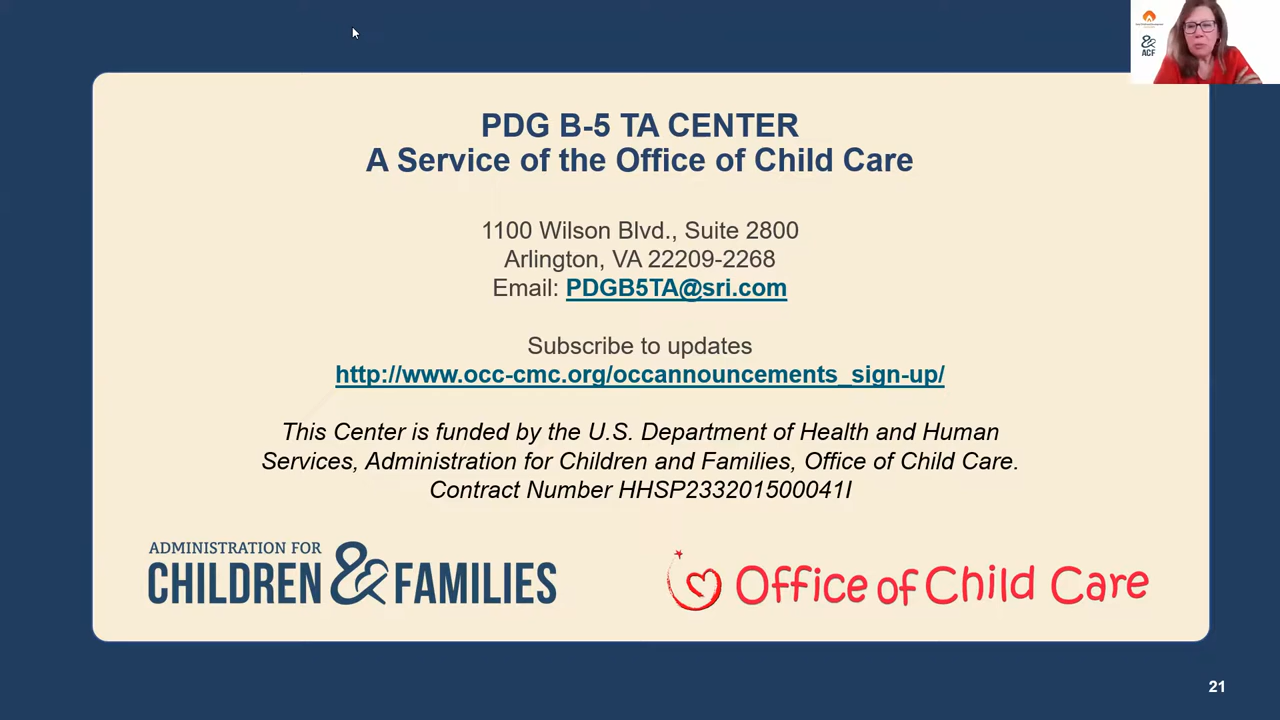 PDG B-5 TA CENTER
A Service of the Office of Child Care
1100 Wilson Blvd., Suite 2800
Arlington, VA 22209-2268
Email: PDGB5TA@sri.com
Subscribe to updates
http://www.occ-cmc.org/occannouncements_sign-up/
This Center is funded by the U.S. Department of Health and Human
Services, Administration for Children and Families, Office of Child Care.
Contract Number HHSP233201500041I
ADMINISTRATION FOR
CHILDREN & FAMILIES
Office of Child Care
21
&
ACF